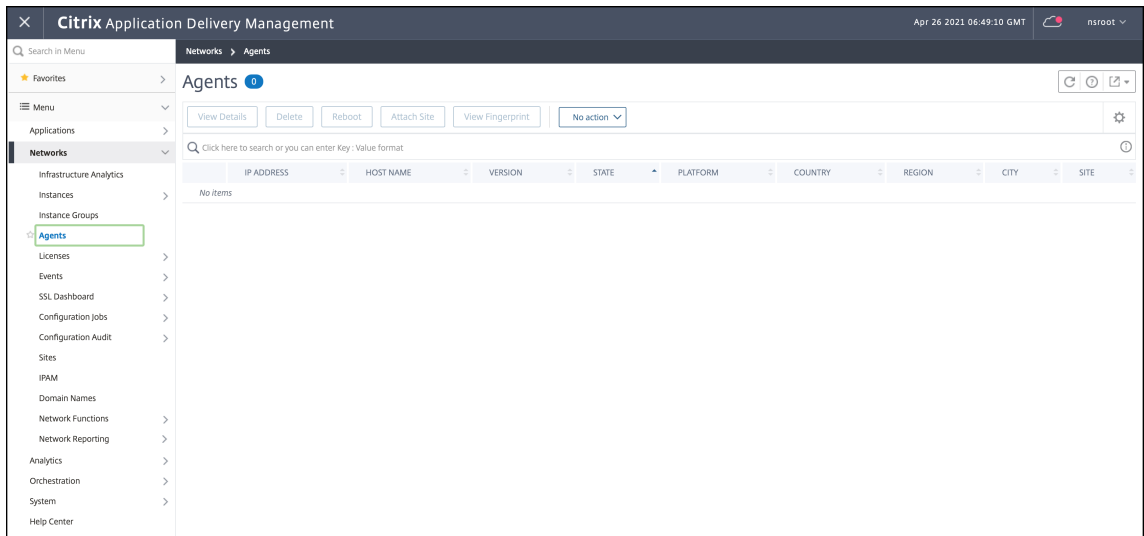 Citrix Application Delivery Management
Apr 26 2021 06:49:10 GMT
nsroot
Search in Menu
Networks > Agents
Favorites
Agents 0
Menu
View Details Delete Reboot Attach Site View Fingerprint No action
Applications
Networks
Click here to search or you can enter Key : Value format
Infrastructure Analytics
IP ADDRESS HOST NAME VERSION STATE PLATFORM COUNTRY REGION CITY SITE
Instances
No items
Instance Groups
Agents
Licenses
Events
SSL Dashboard
Configuration Jobs
Configuration Audit
Sites
IPAM
Domain Names
Network Functions
Network Reporting
Analytics
Orchestration
System
Help Center